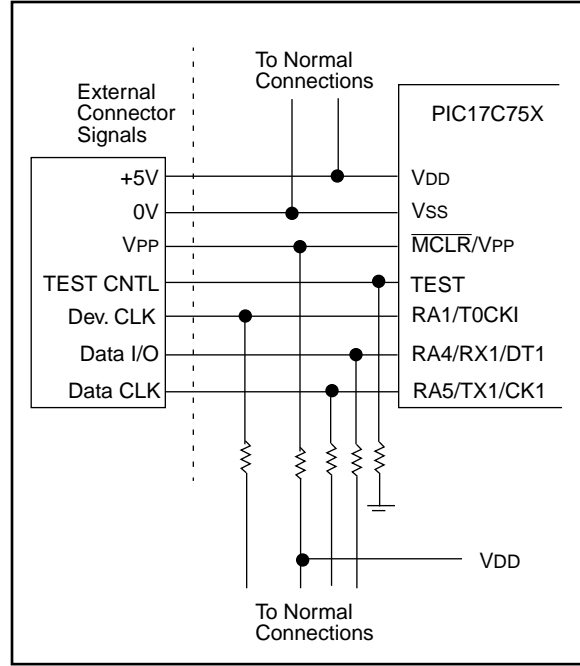 To Normal
Connections
External
Connector
Signals
PIC17C75X
+5V
VDD
0V
VSS
VPP
MCLR/VPP
TEST CNTL
TEST
Dev. CLK
RA1/T0CKI
Data I/O
RA4/RX1/DT1
Data CLK
RA5/TX1/CK1
VDD
To Normal
Connections